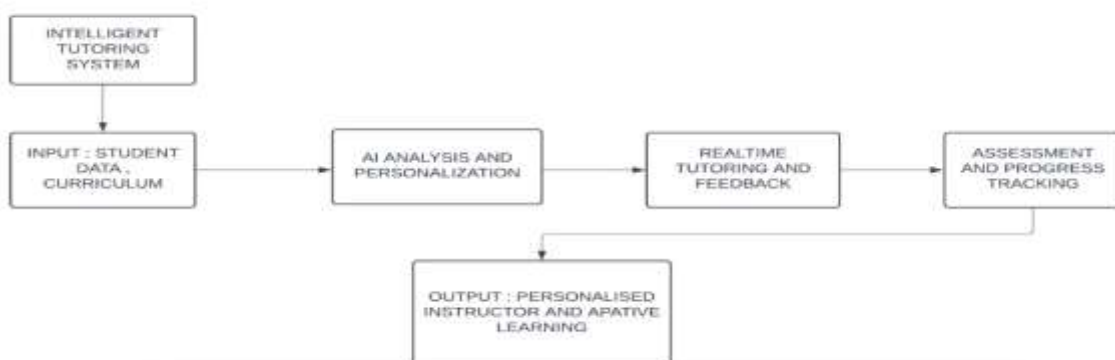 INTELLIGENT
TUTORING
SYSTEM
INPUT : STUDENT
DATA ,
CURRICULUM
AI ANALYSIS AND
PERSONALIZATION
REALTIME
TUTORING AND
FEEDBACK
ASSESSMENT
AND PROGRESS
TRACKING
OUTPUT : PERSONALISED
INSTRUCTOR AND APATIVE
LEARNING